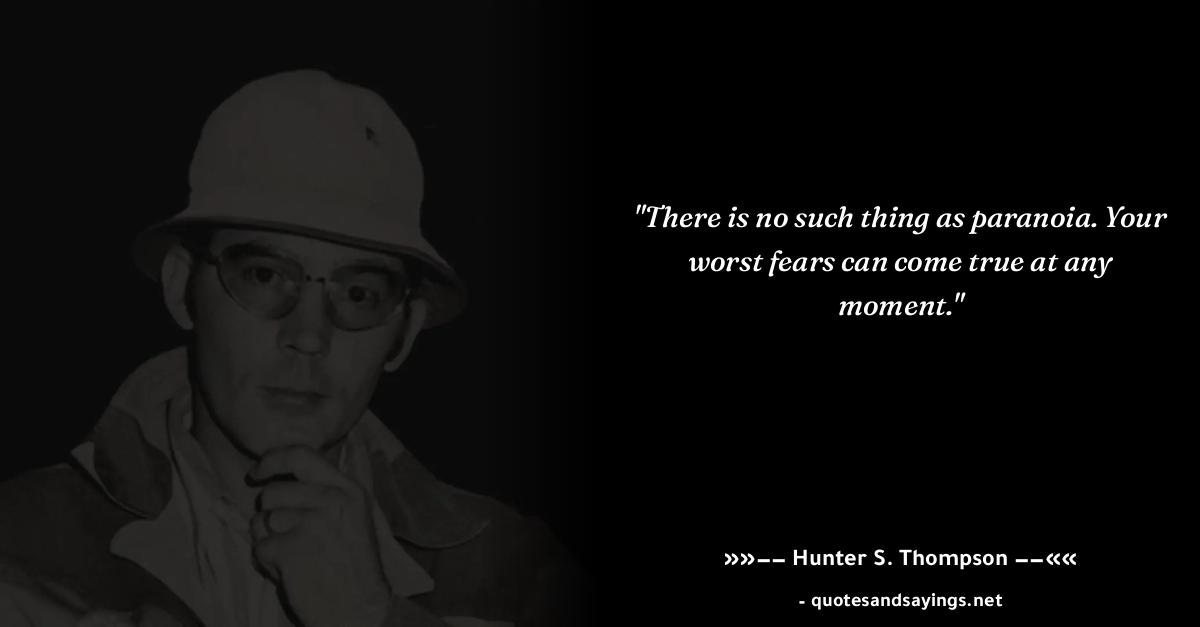 "There is no such thing as paranoia. Your
worst fears can come true at any
moment."
»»–– Hunter S. Thompson ––««
- quotesandsayings.net